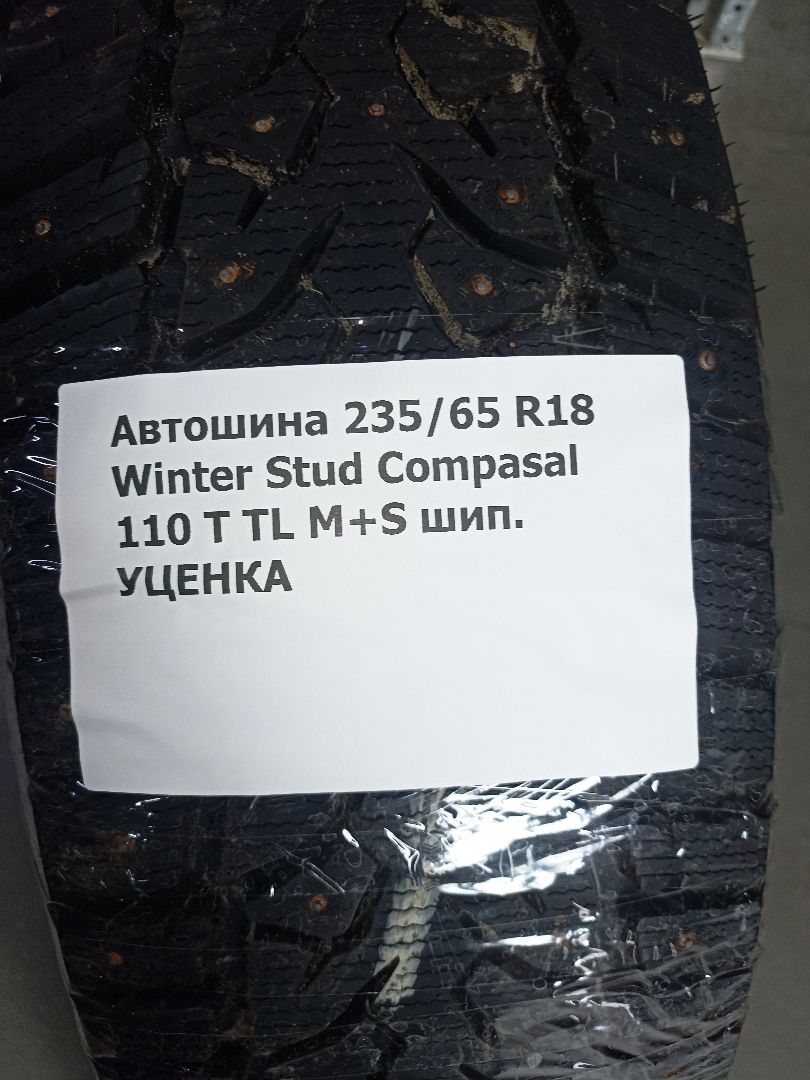 Автошина 235/65 R18
Winter Stud Compasal
110 T TL M+S шип.
УЦЕНКА